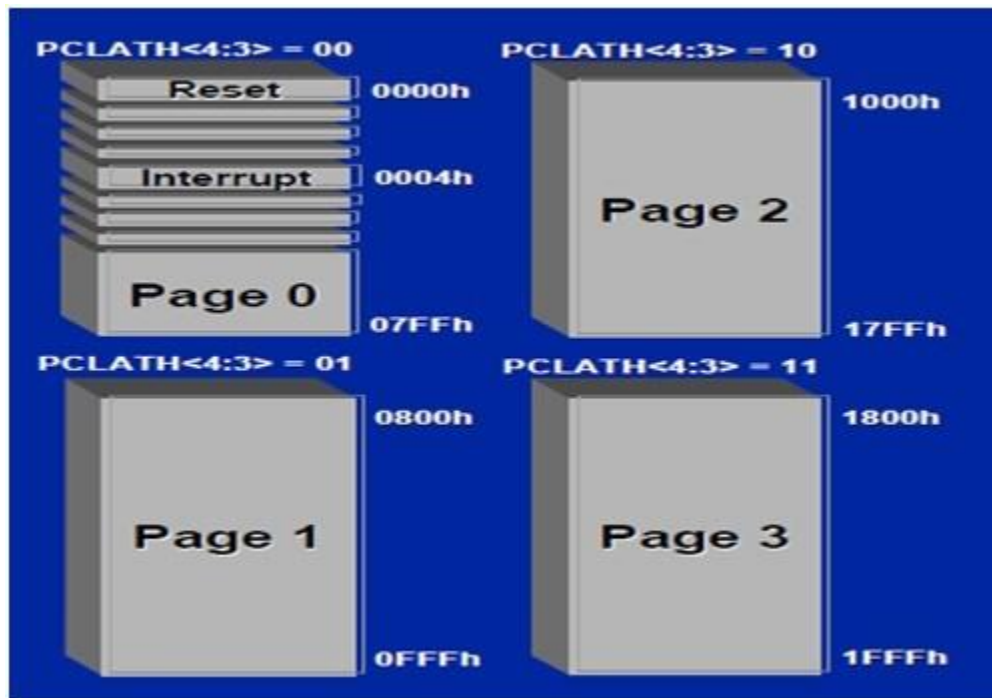 PCLATH<4:3> = 00
Reset
0000h
Interrupt
0004h
Page 0
07FFh
PCLATH<4:3> = 10
1000h
Page 2
17FFh
PCLATH<4:3> = 01
0800h
Page 1
0FFFh
PCLATH<4:3> = 11
1800h
Page 3
1FFFh